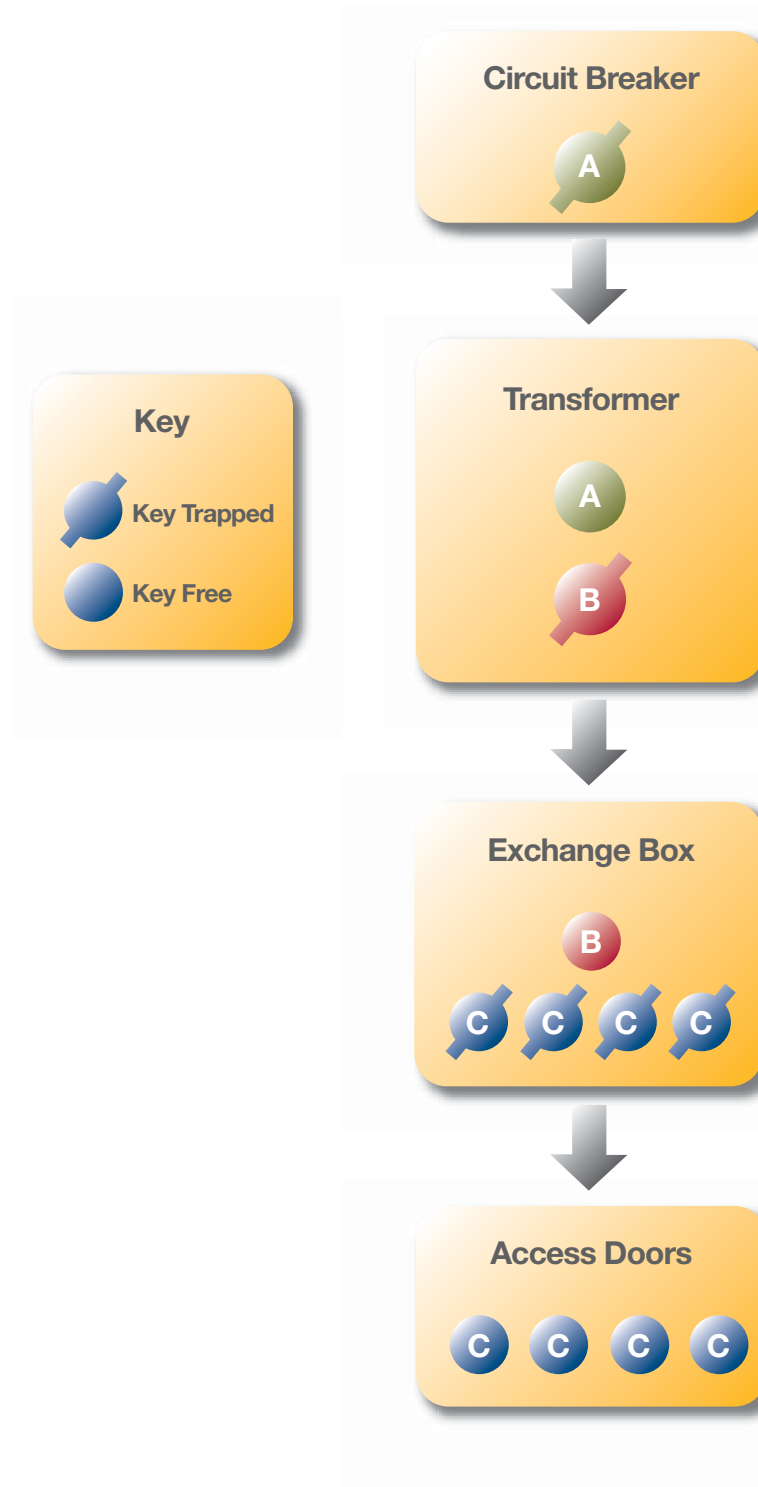 Circuit Breaker
A
Key
Key Trapped
Key Free
Transformer
A
B
Exchange Box
B
C C C C
Access Doors
C C C C